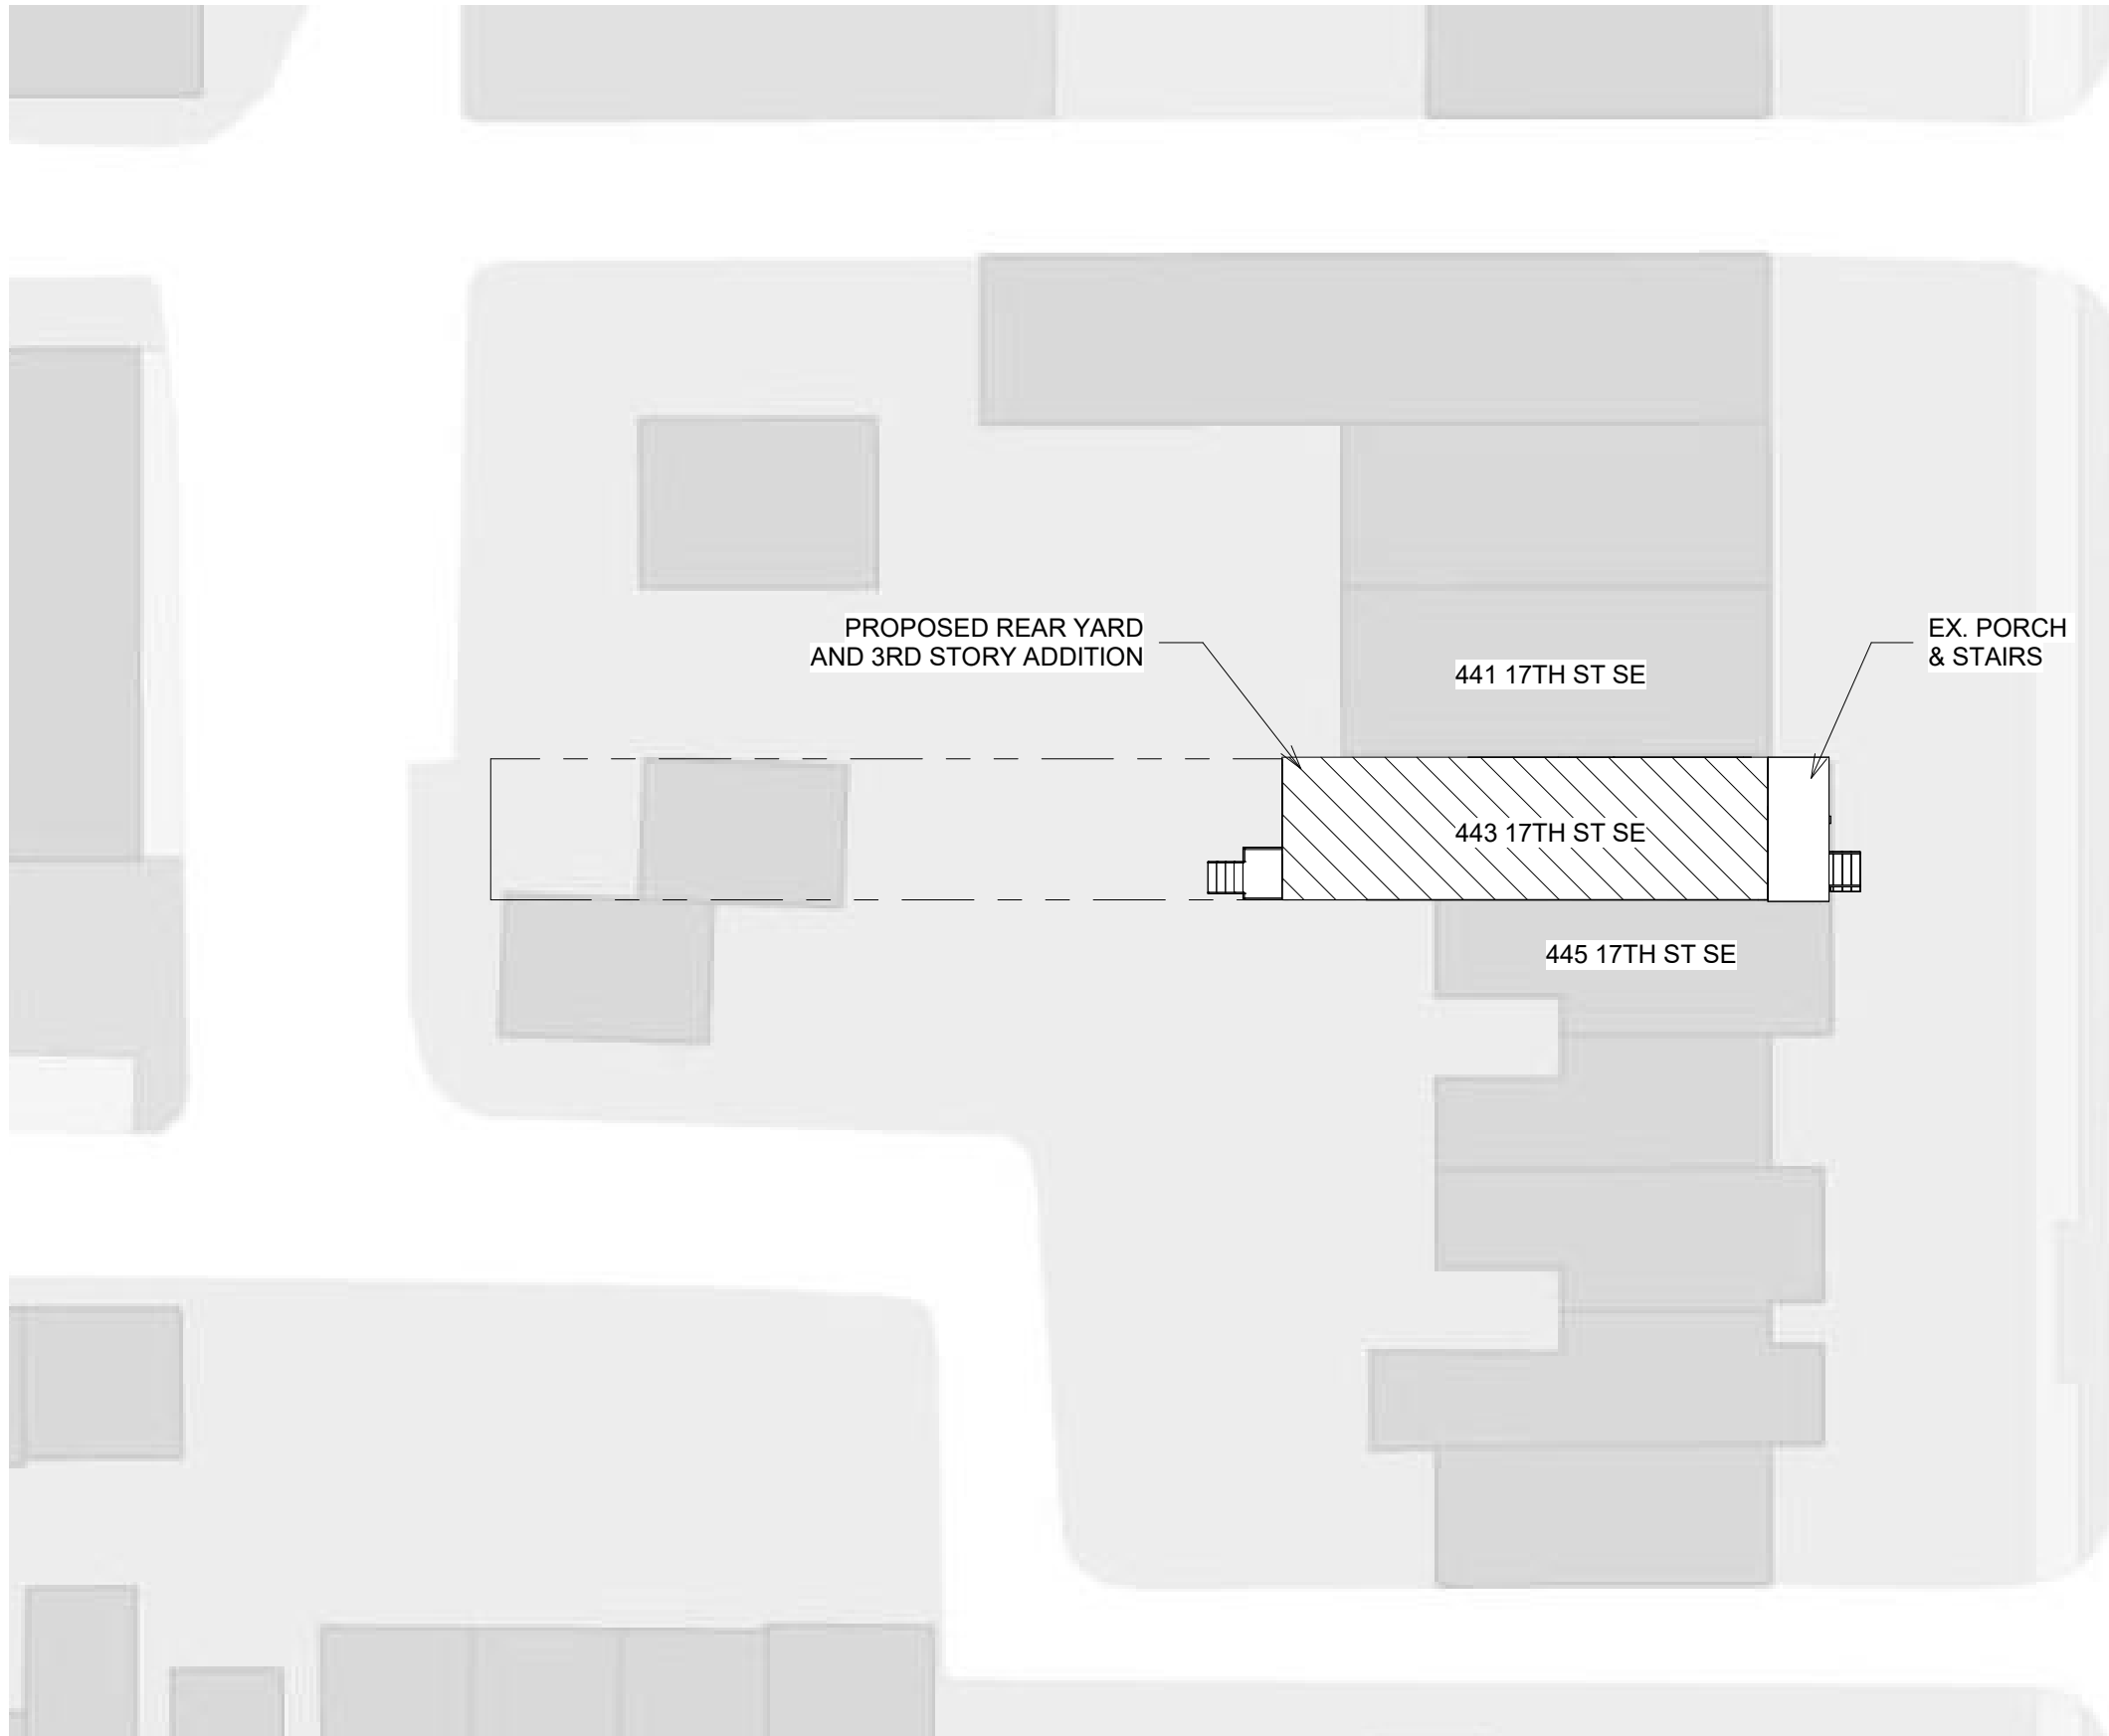 PROPOSED REAR YARD
AND 3RD STORY ADDITION
EX. PORCH
& STAIRS
441 17TH ST SE
443 17TH ST SE
445 17TH ST SE